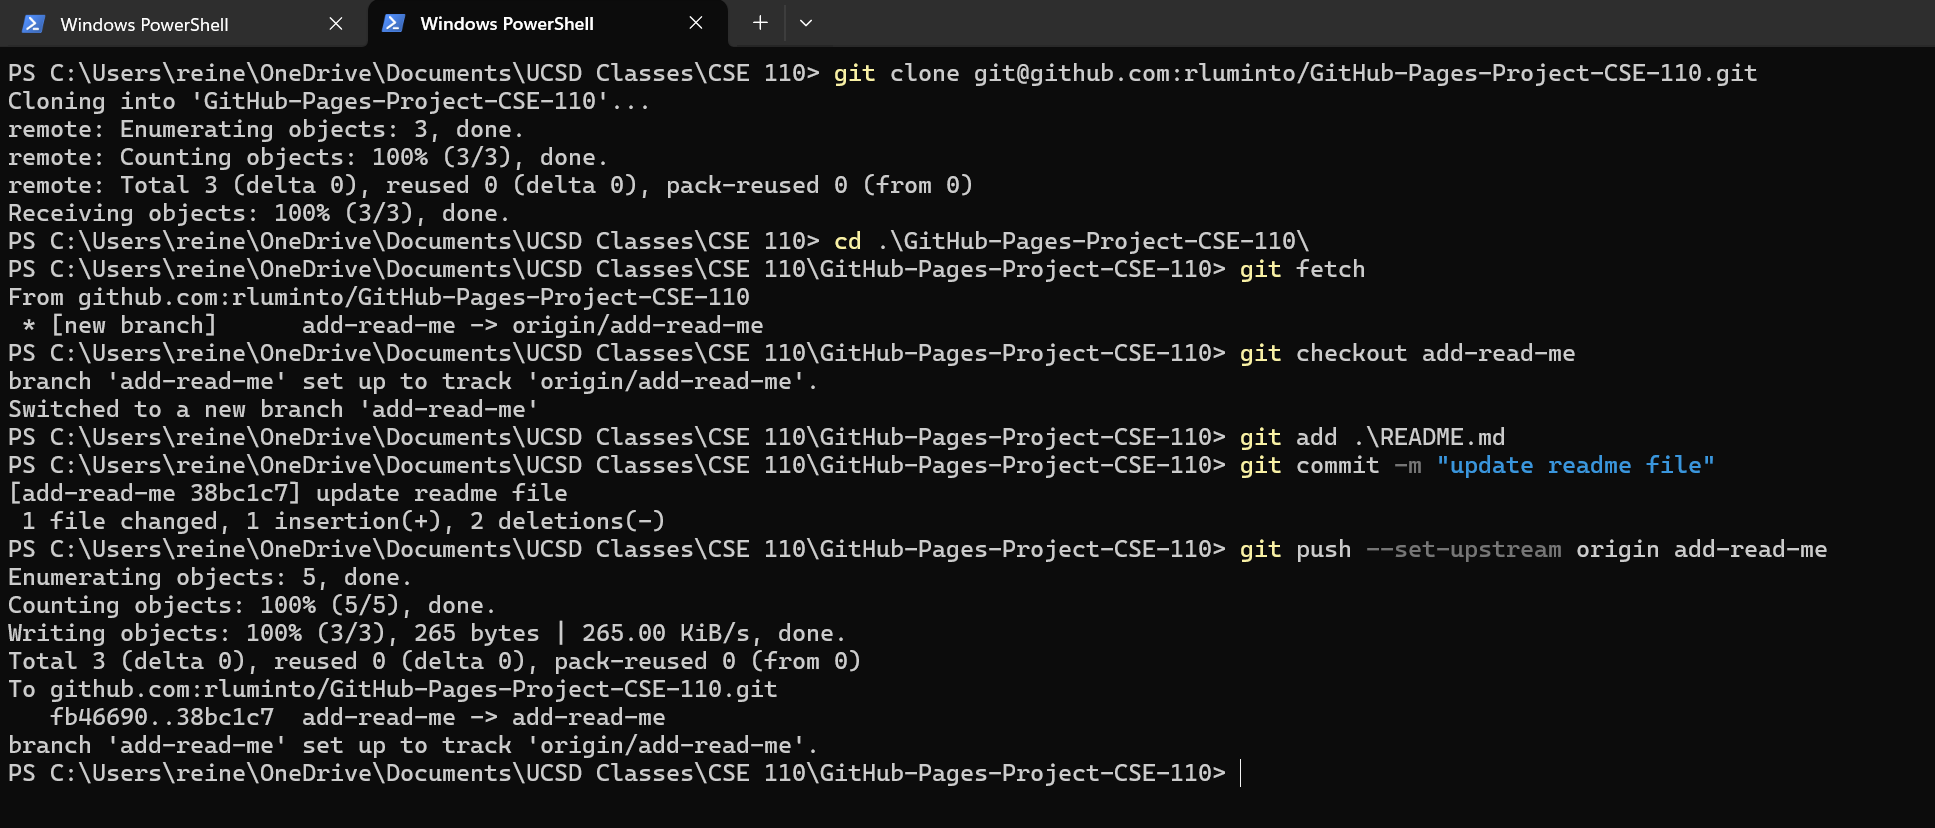 Windows PowerShell
Windows PowerShell
PS C:\Users\reine\OneDrive\Documents\UCSD Classes\CSE 110> git clone git@github.com:rluminto/GitHub-Pages-Project-CSE-110.git
Cloning into 'GitHub-Pages-Project-CSE-110'...
remote: Enumerating objects: 3, done.
remote: Counting objects: 100% (3/3), done.
remote: Total 3 (delta 0), reused 0 (delta 0), pack-reused 0 (from 0)
Receiving objects: 100% (3/3), done.
PS C:\Users\reine\OneDrive\Documents\UCSD Classes\CSE 110> cd .\GitHub-Pages-Project-CSE-110\
PS C:\Users\reine\OneDrive\Documents\UCSD Classes\CSE 110\GitHub-Pages-Project-CSE-110> git fetch
From github.com:rluminto/GitHub-Pages-Project-CSE-110
 * [new branch]      add-read-me -> origin/add-read-me
PS C:\Users\reine\OneDrive\Documents\UCSD Classes\CSE 110\GitHub-Pages-Project-CSE-110> git checkout add-read-me
branch 'add-read-me' set up to track 'origin/add-read-me'.
Switched to a new branch 'add-read-me'
PS C:\Users\reine\OneDrive\Documents\UCSD Classes\CSE 110\GitHub-Pages-Project-CSE-110> git add .\README.md
PS C:\Users\reine\OneDrive\Documents\UCSD Classes\CSE 110\GitHub-Pages-Project-CSE-110> git commit -m "update readme file"
[add-read-me 38bc1c7] update readme file
 1 file changed, 1 insertion(+), 2 deletions(-)
PS C:\Users\reine\OneDrive\Documents\UCSD Classes\CSE 110\GitHub-Pages-Project-CSE-110> git push --set-upstream origin add-read-me
Enumerating objects: 5, done.
Counting objects: 100% (5/5), done.
Writing objects: 100% (3/3), 265 bytes | 265.00 KiB/s, done.
Total 3 (delta 0), reused 0 (delta 0), pack-reused 0 (from 0)
To github.com:rluminto/GitHub-Pages-Project-CSE-110.git
   fb46690..38bc1c7  add-read-me -> add-read-me
branch 'add-read-me' set up to track 'origin/add-read-me'.
PS C:\Users\reine\OneDrive\Documents\UCSD Classes\CSE 110\GitHub-Pages-Project-CSE-110>